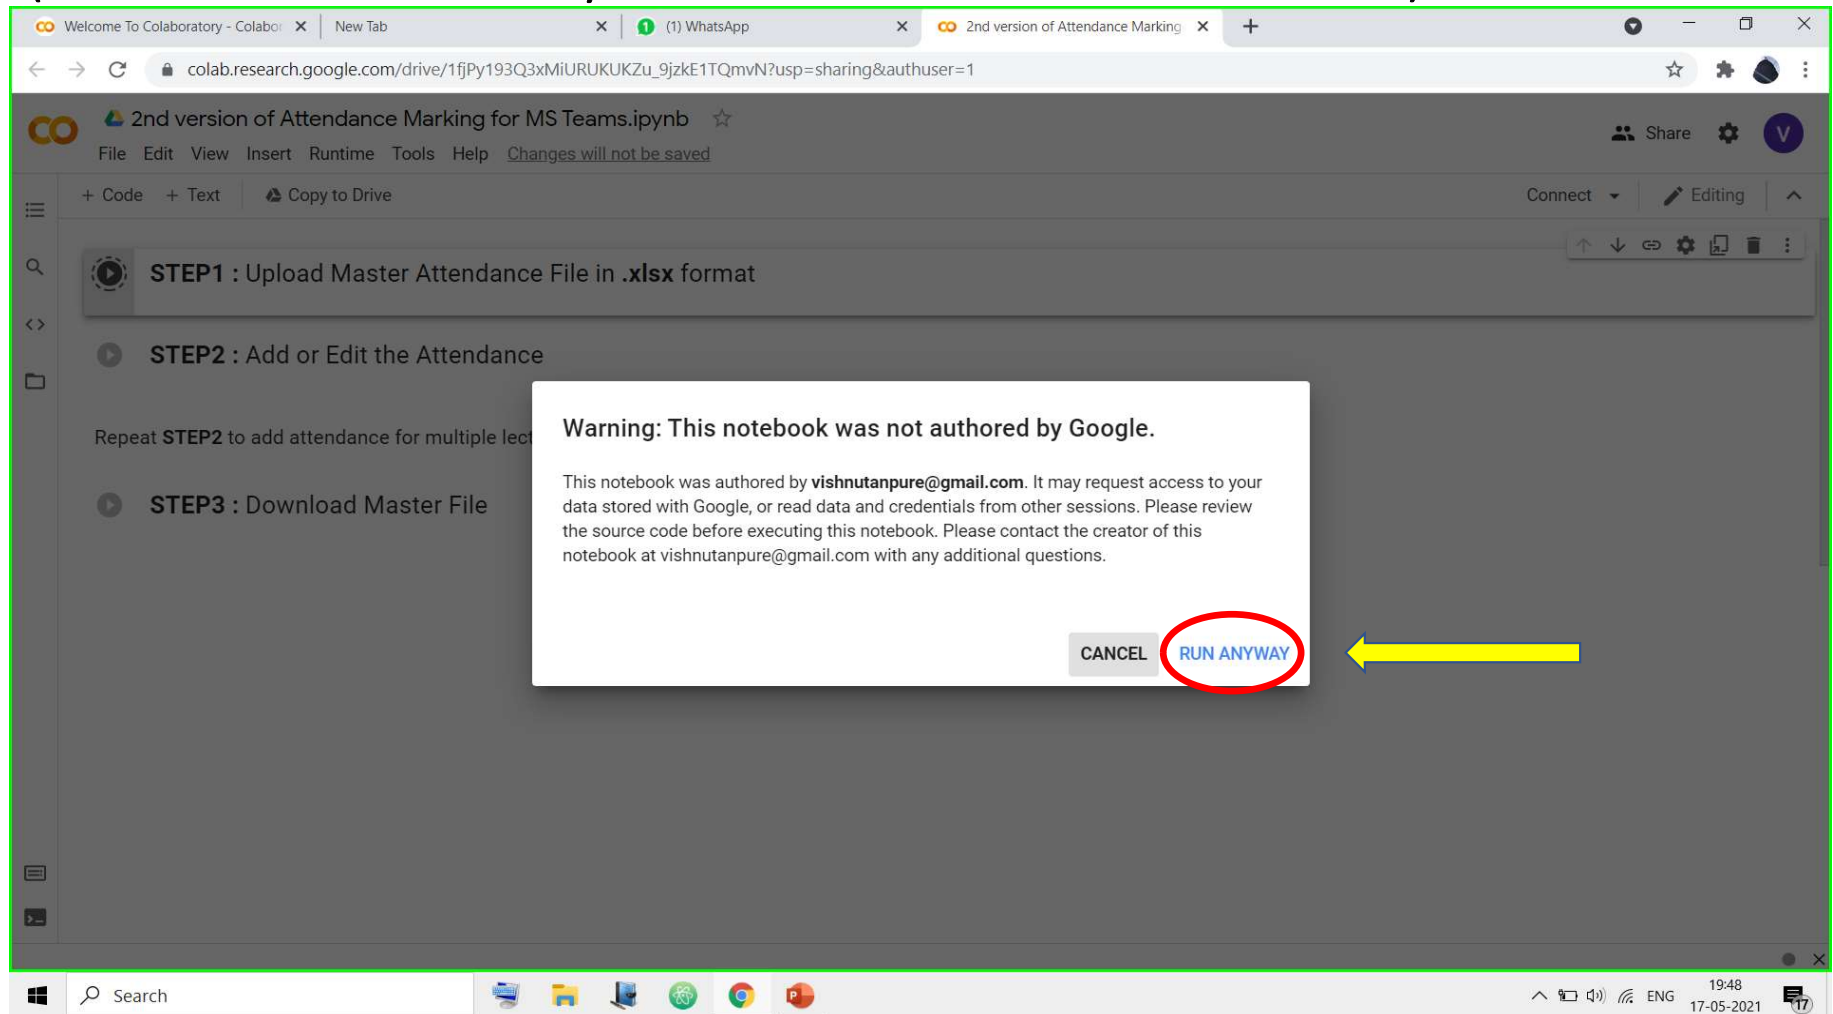 Welcome To Colaboratory - Colabor
New Tab
(1) WhatsApp
2nd version of Attendance Marking
colab.research.google.com/drive/1fjPy193Q3xMiURUKUKZu_9jzkE1TQmvN?usp=sharing&authuser=1
2nd version of Attendance Marking for MS Teams.ipynb
File Edit View Insert Runtime Tools Help Changes will not be saved
Share
V
+ Code + Text Copy to Drive
Connect
Editing
STEP1 : Upload Master Attendance File in .xlsx format
STEP2 : Add or Edit the Attendance
Repeat STEP2 to add attendance for multiple lect
STEP3 : Download Master File
Warning: This notebook was not authored by Google.
This notebook was authored by vishnutanpure@gmail.com. It may request access to your
data stored with Google, or read data and credentials from other sessions. Please review
the source code before executing this notebook. Please contact the creator of this
notebook at vishnutanpure@gmail.com with any additional questions.
CANCEL RUN ANYWAY
Search
ENG
19:48
17-05-2021
17